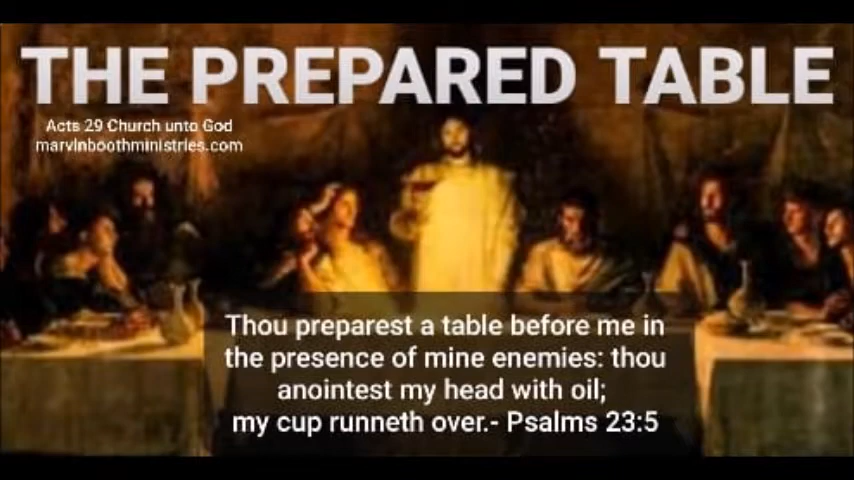 THE PREPARED TABLE
Acts 29 Church unto God
marvinboothministries.com
Thou preparest a table before me in
the presence of mine enemies: thou
anointest my head with oil;
my cup runneth over.- Psalms 23:5